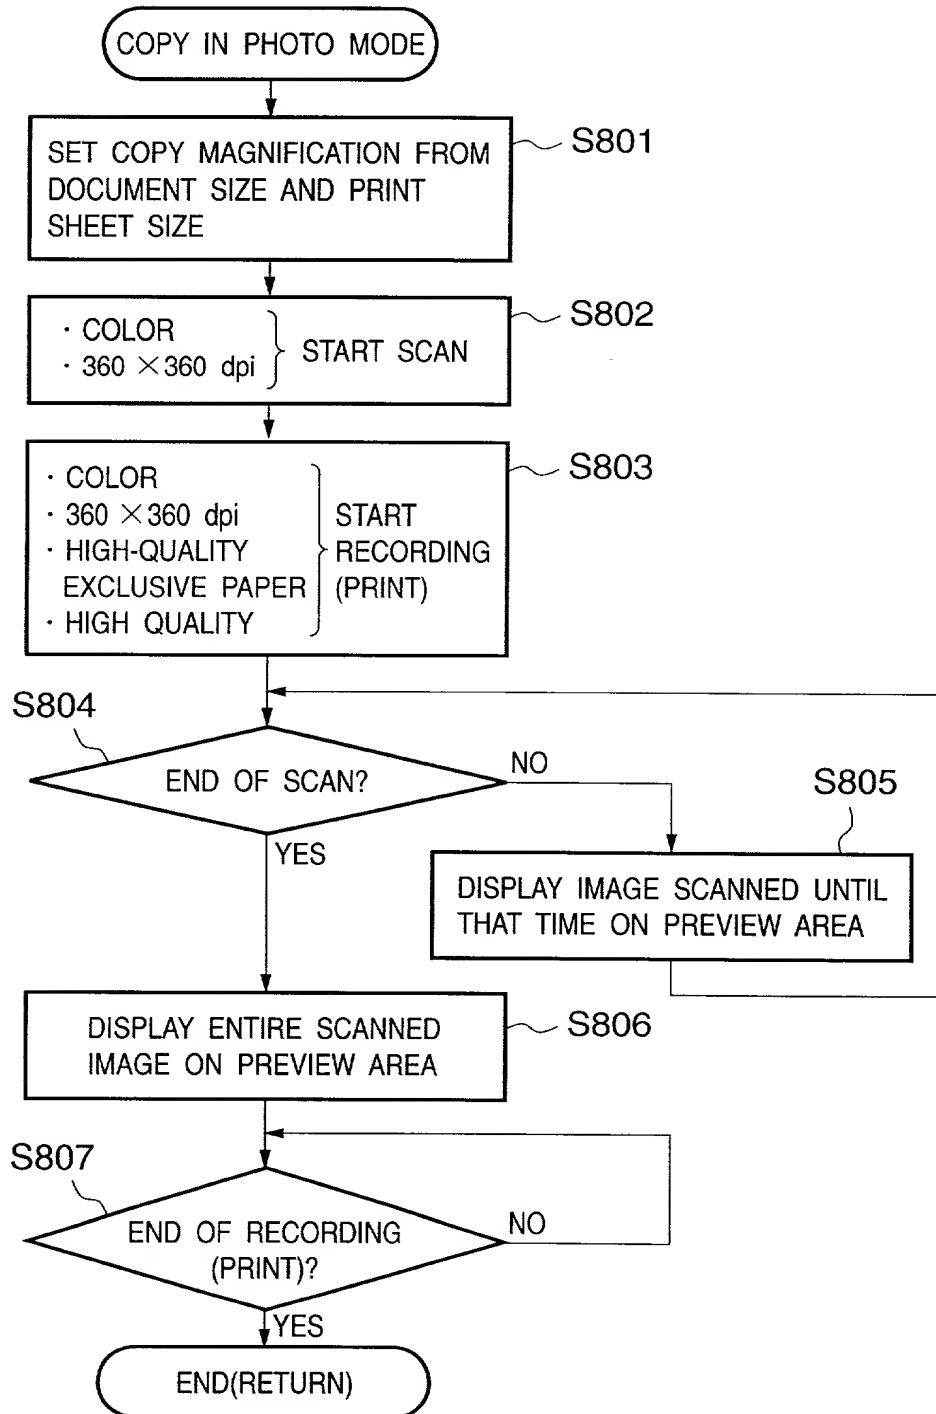 COPY IN PHOTO MODE
S801
SET COPY MAGNIFICATION FROM
DOCUMENT SIZE AND PRINT
SHEET SIZE
S802
· COLOR
· 360 ×360 dpi
START SCAN
S803
· COLOR
· 360 ×360 dpi
· HIGH-QUALITY
EXCLUSIVE PAPER
· HIGH QUALITY
START
RECORDING
(PRINT)
S804
END OF SCAN?
NO
YES
S805
DISPLAY IMAGE SCANNED UNTIL
THAT TIME ON PREVIEW AREA
S806
DISPLAY ENTIRE SCANNED
IMAGE ON PREVIEW AREA
S807
END OF RECORDING
(PRINT)?
NO
YES
END(RETURN)